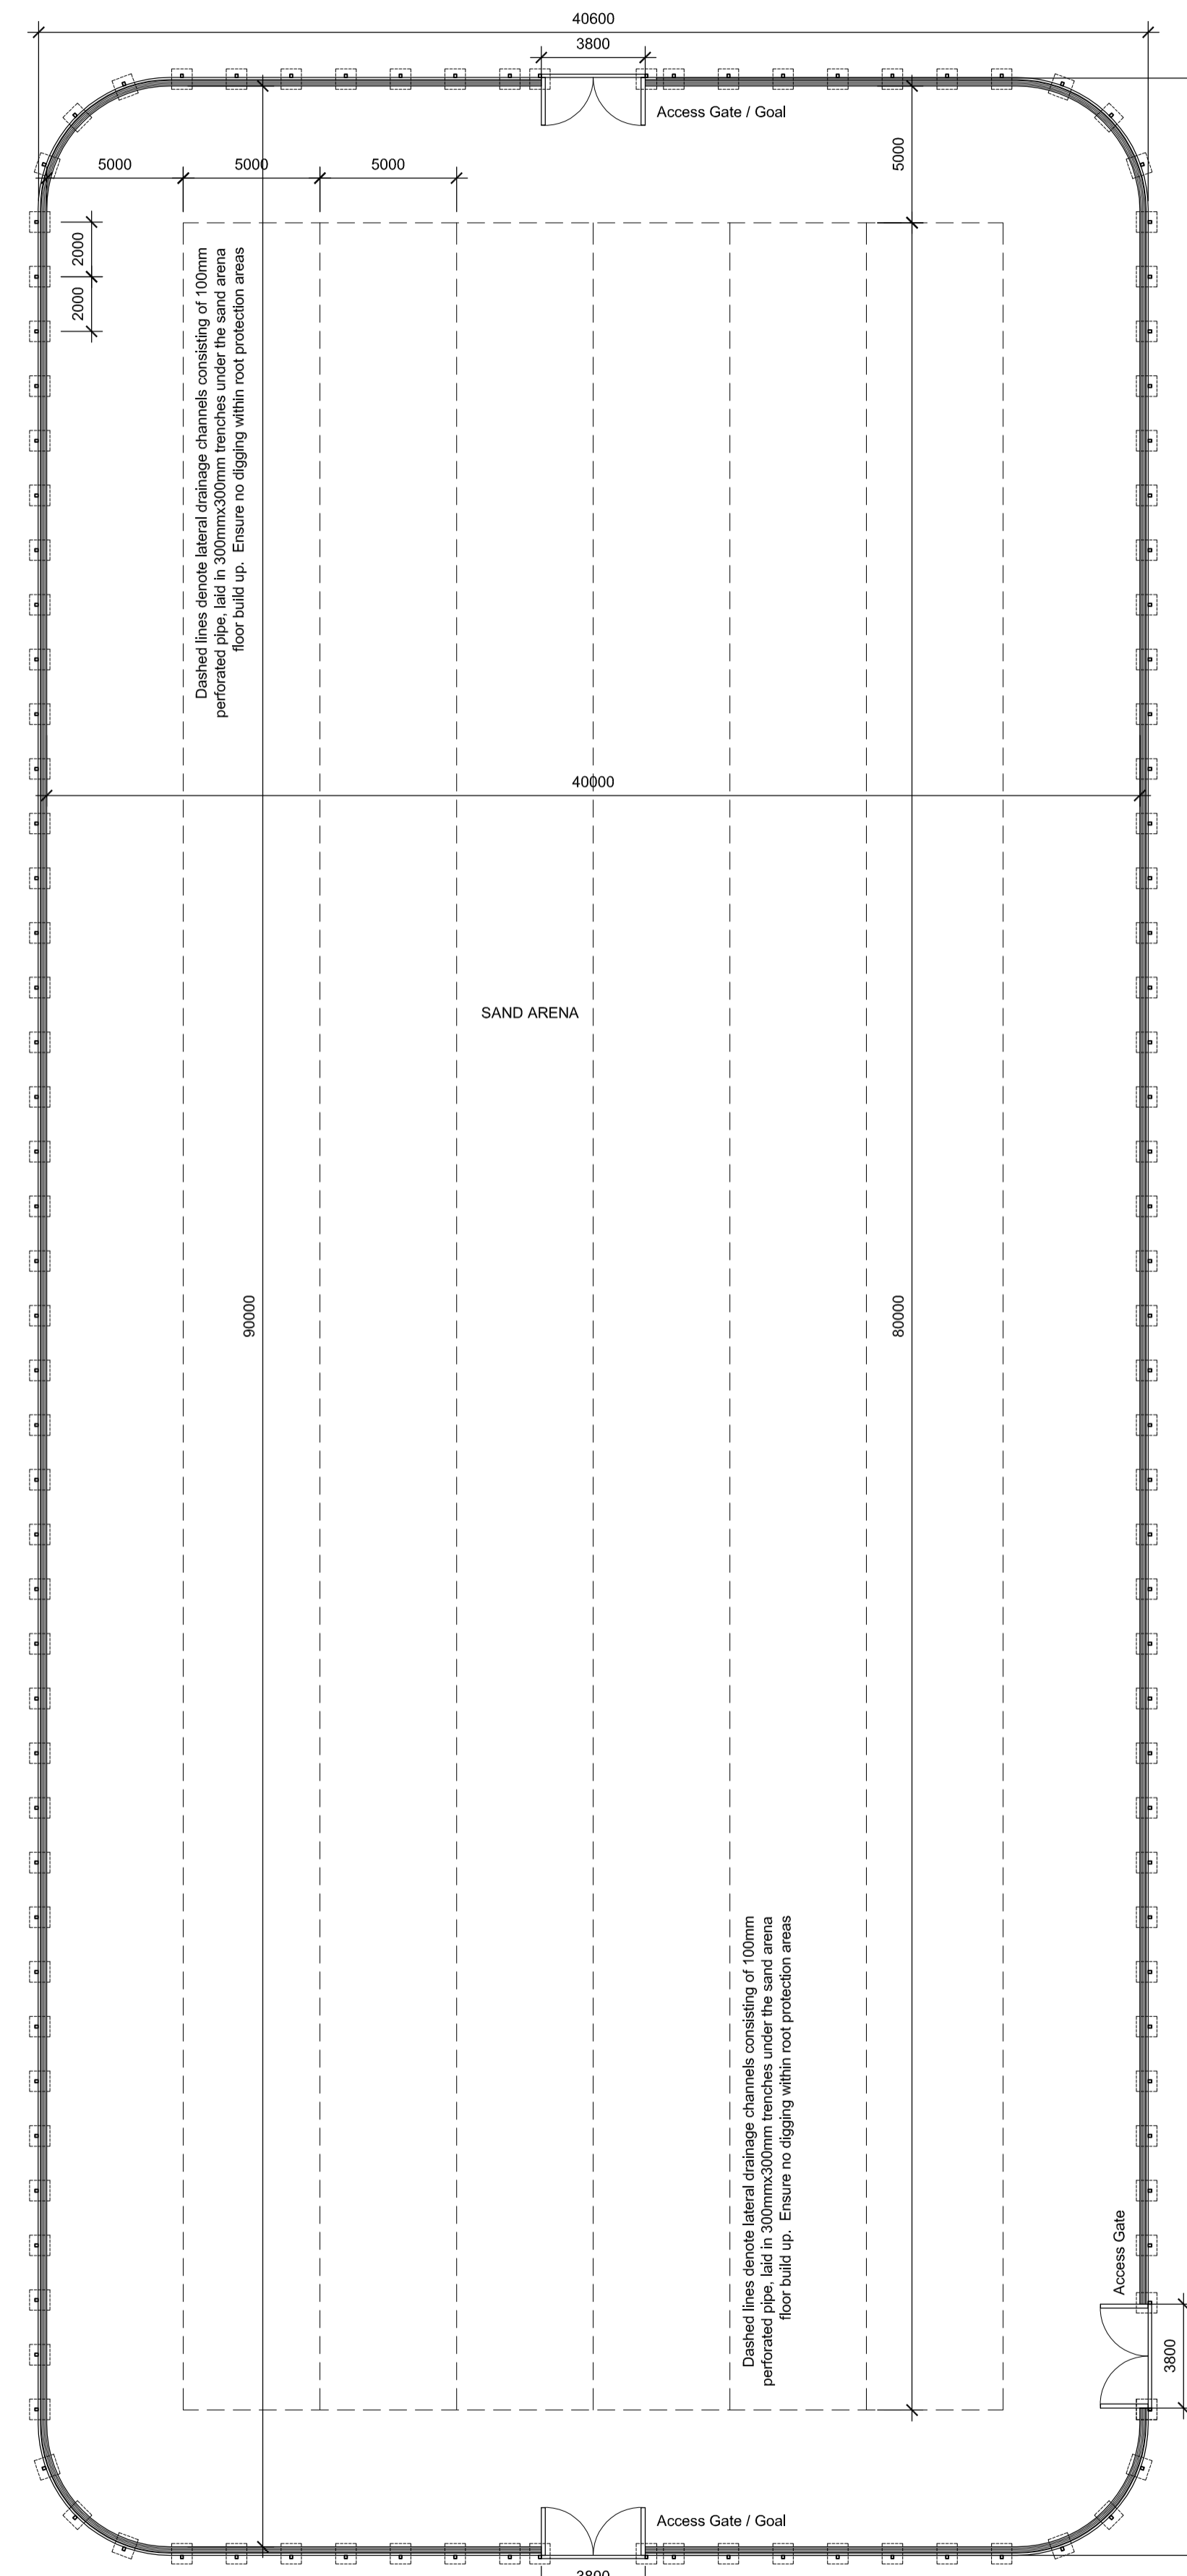 40600
3800
Access Gate / Goal
5000
5000
5000
5000
2000
2000
Dashed lines denote lateral drainage channels consisting of 100mm
perforated pipe, laid in 300mmx300mm trenches under the sand arena
floor build up. Ensure no digging within root protection areas
40000
SAND ARENA
90000
80000
Dashed lines denote lateral drainage channels consisting of 100mm
perforated pipe, laid in 300mmx300mm trenches under the sand arena
floor build up. Ensure no digging within root protection areas
Access Gate
3800
Access Gate / Goal
3800